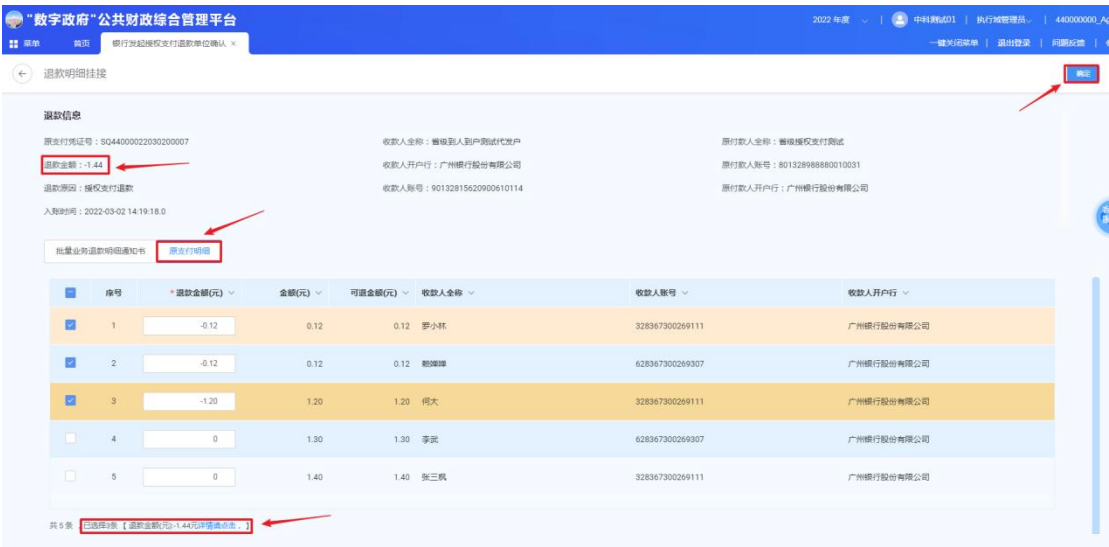 "数字政府"公共财政综合管理平台
2022 年度 | 中科测试01 | 执行域管理员 | 440000000_Ag
菜单 首页 银行发起授权支付退款单位确认 ×
一键关闭菜单 | 退出登录 | 问题反馈 |
退款明细挂接
确定
退款信息
原支付凭证号：SQ44000022030200007 收款人全称：省级到人到户测试代发户 原付款人全称：省级授权支付测试
退款金额：-1.44 收款人开户行：广州银行股份有限公司 原付款人账号：801328988880010031
退款原因：授权支付退款 收款人账号：90132815620900610114 原付款人开户行：广州银行股份有限公司
入账时间：2022-03-02 14:19:18.0
批量业务退款明细通知书 原支付明细
序号 *退款金额(元) 金额(元) 可退金额(元) 收款人全称 收款人账号 收款人开户行
1 -0.12 0.12 0.12 罗小林 328367300269111 广州银行股份有限公司
2 -0.12 0.12 0.12 628367300269307 广州银行股份有限公司
3 -1.20 1.20 1.20 何大 328367300269111 广州银行股份有限公司
4 0 1.30 1.30 李武 628367300269307 广州银行股份有限公司
5 0 1.40 1.40 张三枫 328367300269111 广州银行股份有限公司
共 5 条，已选择3条【 退款金额(元):-1.44元详情请点击，】